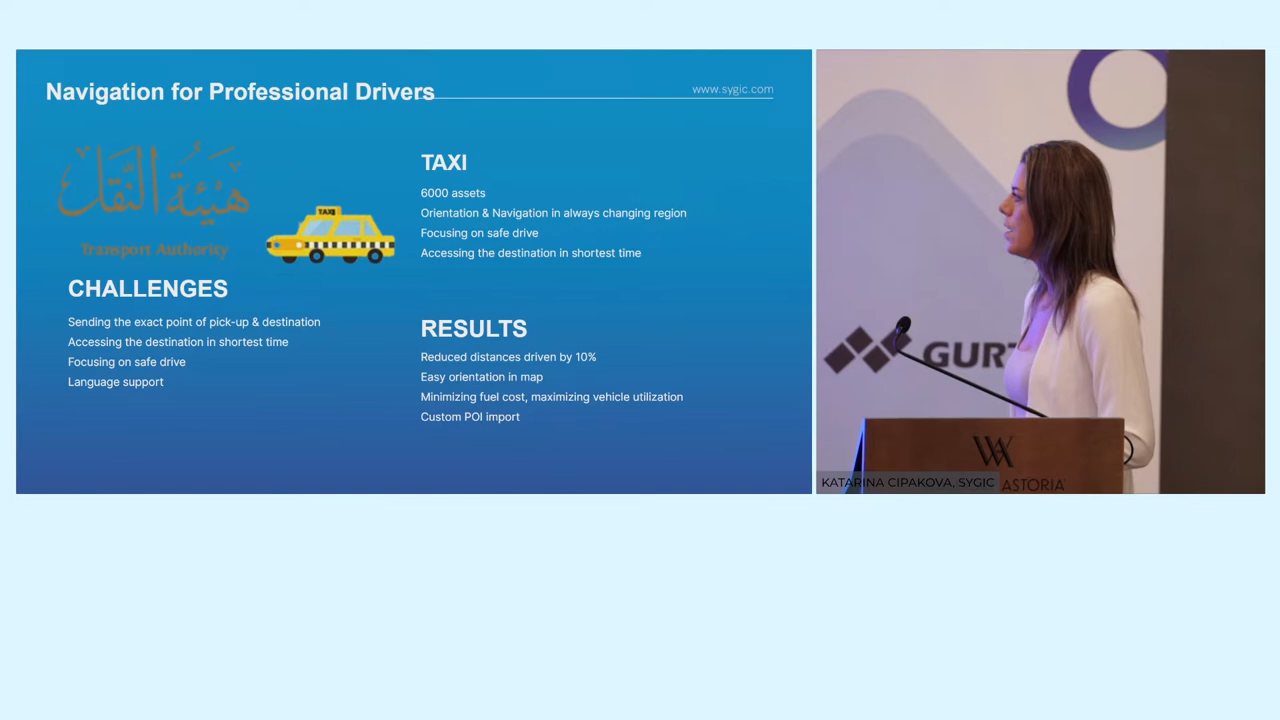 Navigation for Professional Drivers
www.sygic.com
هيئة النقل
Transport Authority
TAXI
CHALLENGES
Sending the exact point of pick-up & destination
Accessing the destination in shortest time
Focusing on safe drive
Language support
TAXI
6000 assets
Orientation & Navigation in always changing region
Focusing on safe drive
Accessing the destination in shortest time
RESULTS
Reduced distances driven by 10%
Easy orientation in map
Minimizing fuel cost, maximizing vehicle utilization
Custom POI import
GURT
WA
ASTORIA
KATARINA CIPAKOVA, SYGIC